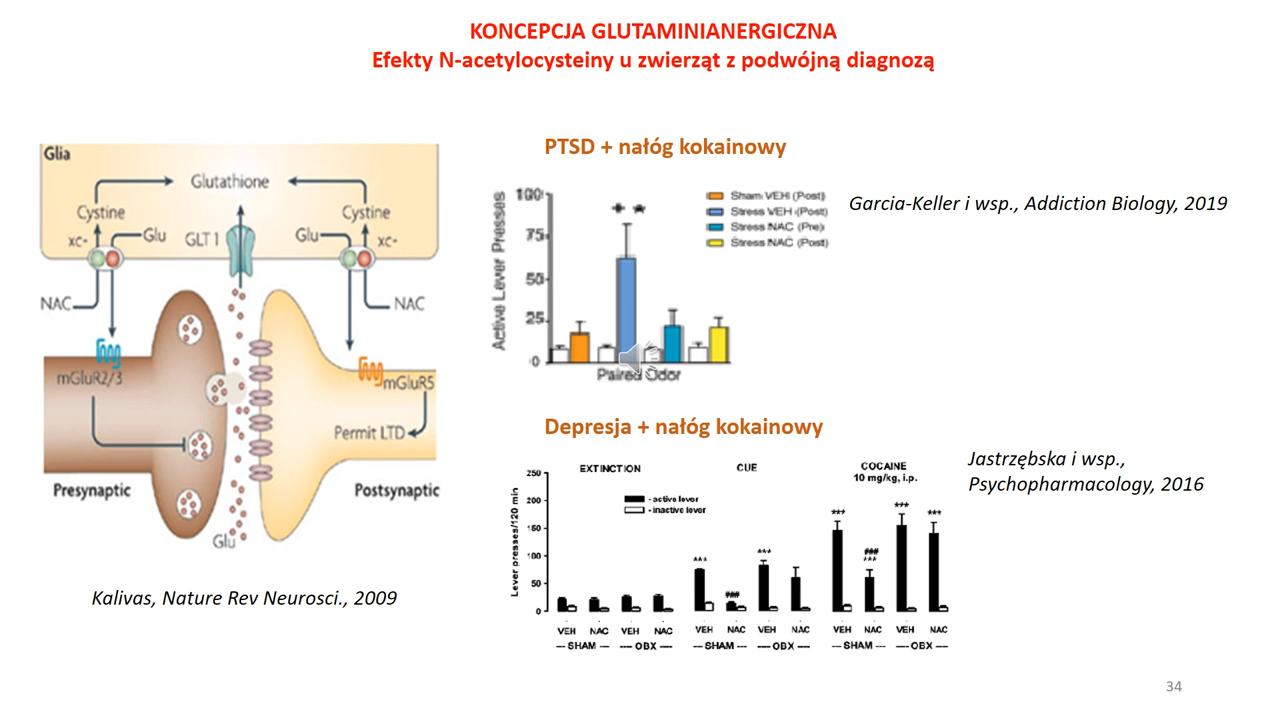 KONCEPCJA GLUTAMINIANERGICZNA
Efekty N-acetylocysteiny u zwierząt z podwójną diagnozą
Glia
Glutathione
Cystine
Cystine
xc-
Glu
GLT 1
Glu
xc-
NAC
NAC
mGluR2/3
mGluR5
Permit LTD
Presynaptic
Postsynaptic
Glu
Kalivas, Nature Rev Neurosci., 2009
PTSD + nałóg kokainowy
Active Lever Presses
100
75
50
25
0
Sham VEH (Post)
Stress VEH (Post)
Stress NAC (Pre)
Stress NAC (Post)
Paired Odor
Garcia-Keller i wsp., Addiction Biology, 2019
Depresja + nałóg kokainowy
EXTINCTION
CUE
COCAINE
10 mg/kg, i.p.
Lever presses/120 min
250
200
150
100
50
0
- active lever
- inactive lever
*** ### *** *** ### *** *** ***
VEH NAC VEH NAC VEH NAC VEH NAC VEH NAC VEH NAC
--- SHAM --- ---- OBX ---- --- SHAM --- ---- OBX ---- --- SHAM --- ---- OBX ----
Jastrzębska i wsp.,
Psychopharmacology, 2016
34